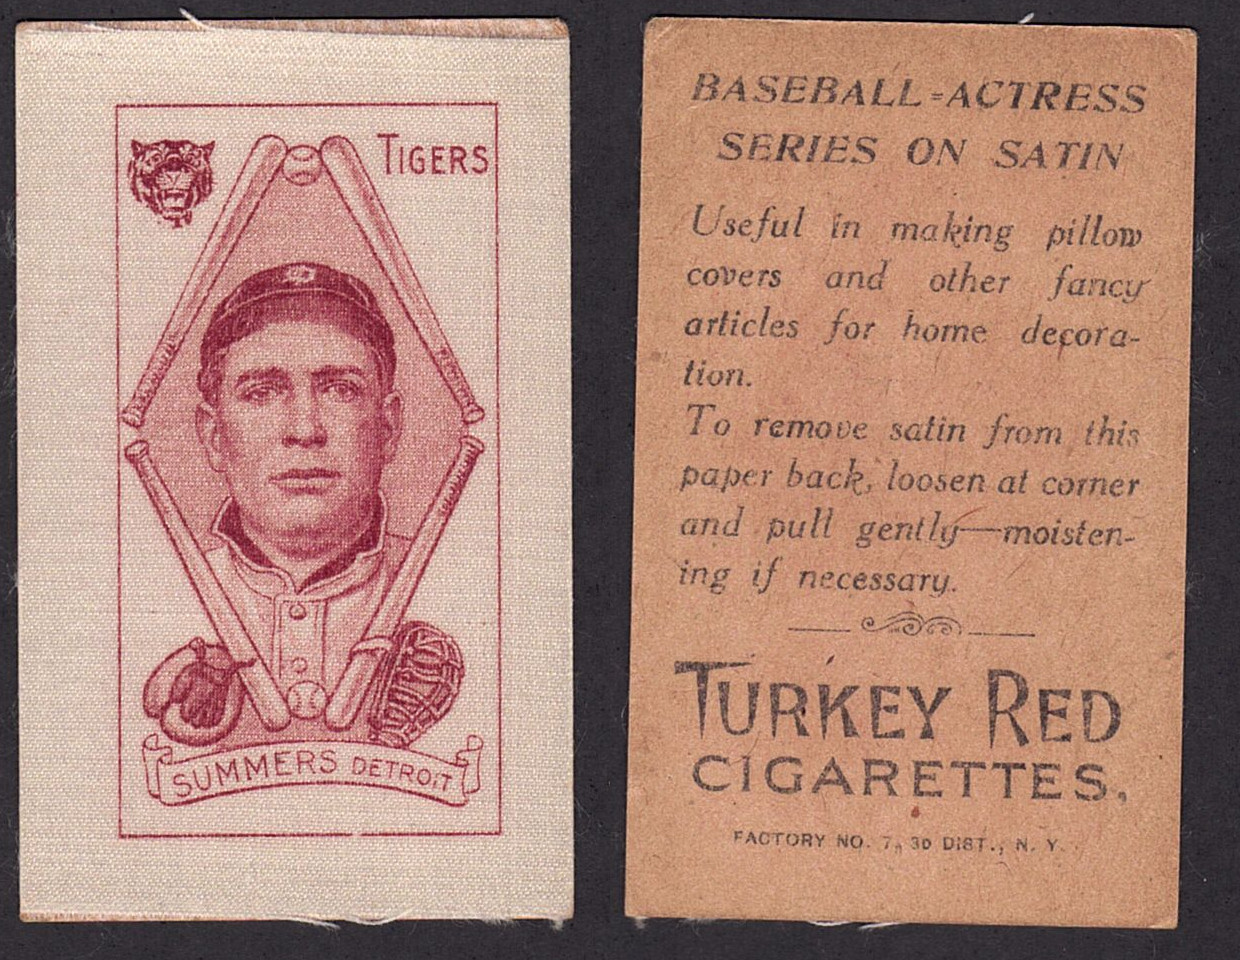 TIGERS
SUMMERS DETROIT
BASEBALL=ACTRESS
SERIES ON SATIN
Useful in making pillow
covers and other fancy
articles for home decora-
tion.
To remove satin from this
paper back, loosen at corner
and pull gently—moisten-
ing if necessary.
TURKEY RED
CIGARETTES.
FACTORY NO. 7, 3D DIST., N. Y.